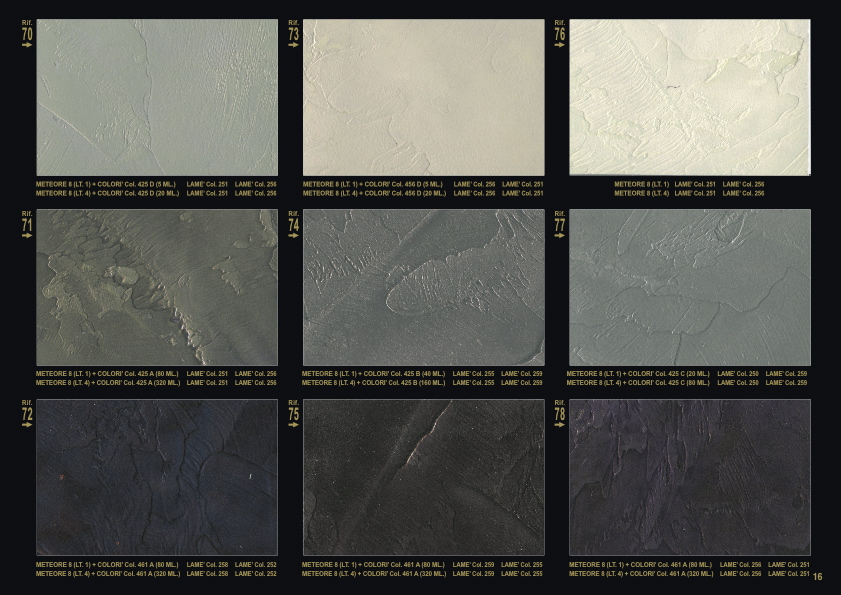 Rif.
70
METEORE 8 (LT. 1) + COLORI' Col. 425 D (5 ML.) LAME' Col. 251 LAME' Col. 256
METEORE 8 (LT. 4) + COLORI' Col. 425 D (20 ML.) LAME' Col. 251 LAME' Col. 256
Rif.
73
METEORE 8 (LT. 1) + COLORI' Col. 456 D (5 ML.) LAME' Col. 256 LAME' Col. 251
METEORE 8 (LT. 4) + COLORI' Col. 456 D (20 ML.) LAME' Col. 256 LAME' Col. 251
Rif.
76
METEORE 8 (LT. 1) LAME' Col. 251 LAME' Col. 256
METEORE 8 (LT. 4) LAME' Col. 251 LAME' Col. 256
Rif.
71
METEORE 8 (LT. 1) + COLORI' Col. 425 A (80 ML.) LAME' Col. 251 LAME' Col. 256
METEORE 8 (LT. 4) + COLORI' Col. 425 A (320 ML.) LAME' Col. 251 LAME' Col. 256
Rif.
74
METEORE 8 (LT. 1) + COLORI' Col. 425 B (40 ML.) LAME' Col. 255 LAME' Col. 259
METEORE 8 (LT. 4) + COLORI' Col. 425 B (160 ML.) LAME' Col. 255 LAME' Col. 259
Rif.
77
METEORE 8 (LT. 1) + COLORI' Col. 425 C (20 ML.) LAME' Col. 250 LAME' Col. 259
METEORE 8 (LT. 4) + COLORI' Col. 425 C (80 ML.) LAME' Col. 250 LAME' Col. 259
Rif.
72
METEORE 8 (LT. 1) + COLORI' Col. 461 A (80 ML.) LAME' Col. 258 LAME' Col. 252
METEORE 8 (LT. 4) + COLORI' Col. 461 A (320 ML.) LAME' Col. 258 LAME' Col. 252
Rif.
75
METEORE 8 (LT. 1) + COLORI' Col. 461 A (80 ML.) LAME' Col. 259 LAME' Col. 255
METEORE 8 (LT. 4) + COLORI' Col. 461 A (320 ML.) LAME' Col. 259 LAME' Col. 255
Rif.
78
METEORE 8 (LT. 1) + COLORI' Col. 461 A (80 ML.) LAME' Col. 256 LAME' Col. 251
METEORE 8 (LT. 4) + COLORI' Col. 461 A (320 ML.) LAME' Col. 256 LAME' Col. 251
16